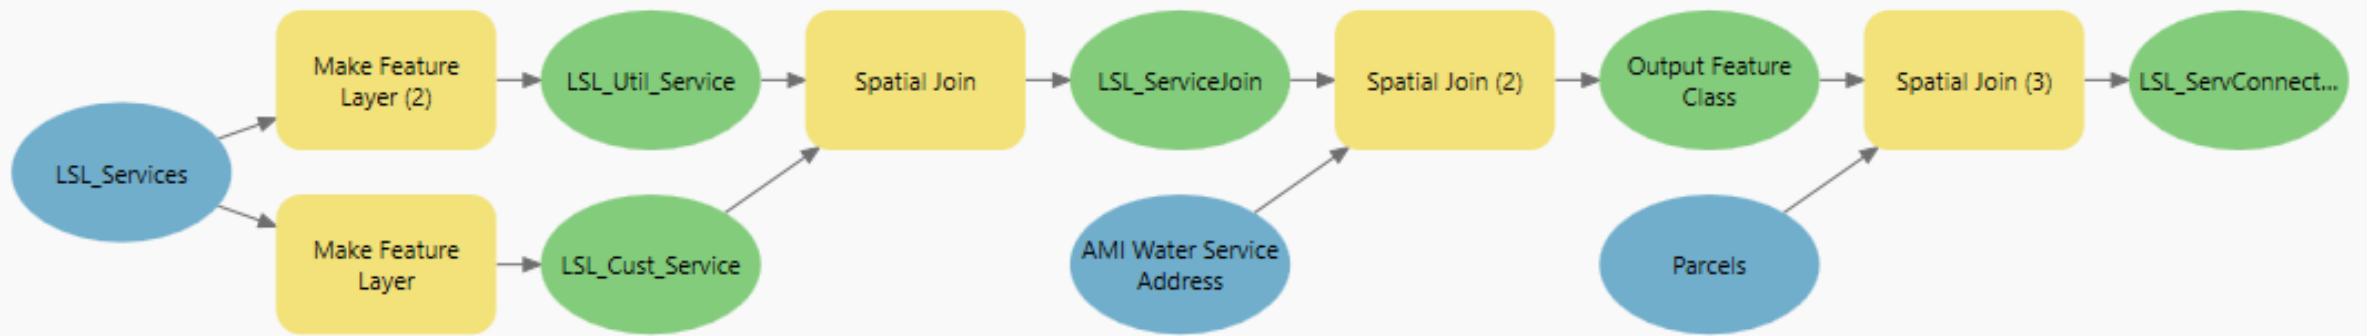 LSL_Services
Make Feature
Layer (2)
LSL_Util_Service
Spatial Join
LSL_ServiceJoin
Spatial Join (2)
Output Feature
Class
Spatial Join (3)
LSL_ServConnect...
Make Feature
Layer
LSL_Cust_Service
AMI Water Service
Address
Parcels